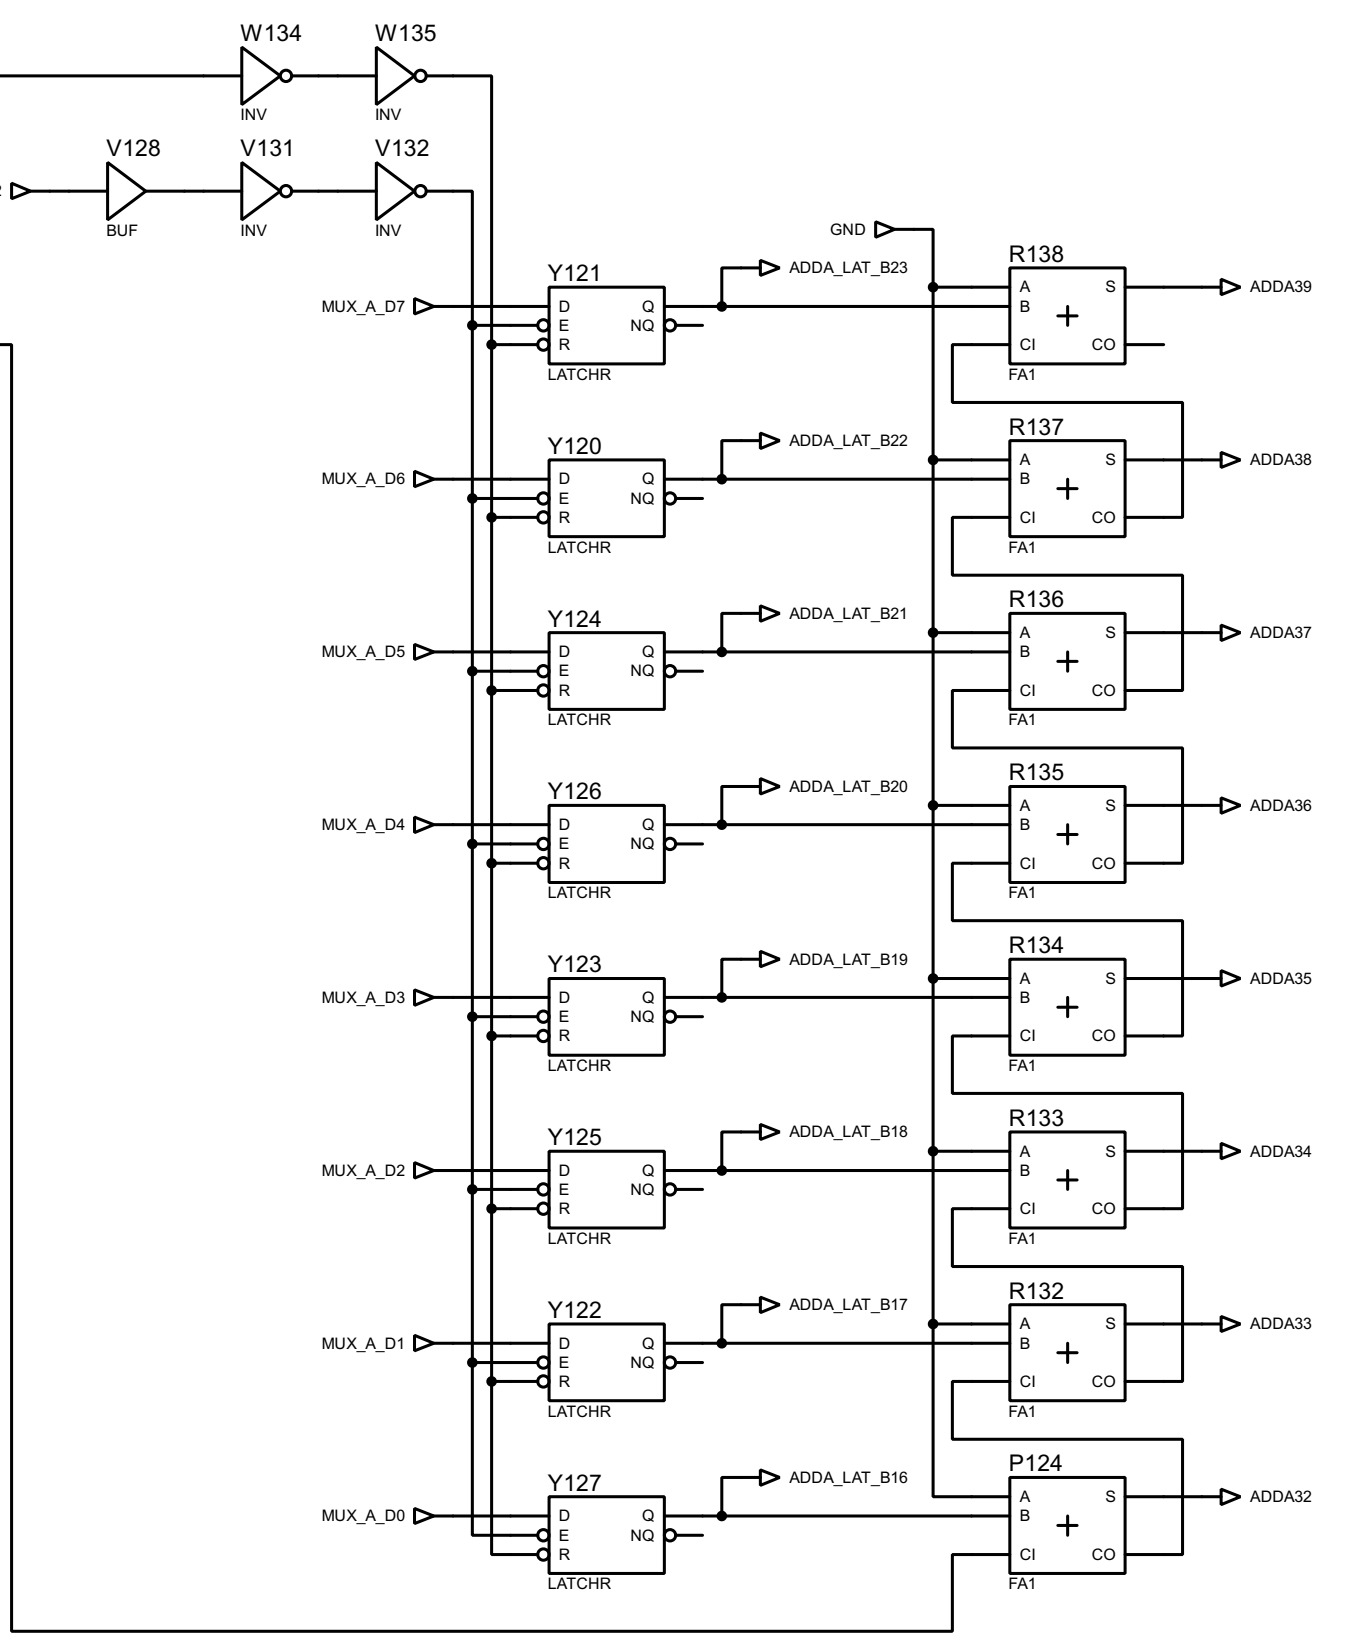 W134 W135
INV INV
V128 V131 V132
BUF INV INV
GND
R138
Y121 ADDA_LAT_B23
A S ADDA39
MUX_A_D7 D Q B
E NQ
R CI CO
LATCHR FA1
R137
Y120 ADDA_LAT_B22
A S ADDA38
MUX_A_D6 D Q B
E NQ
R CI CO
LATCHR FA1
R136
Y124 ADDA_LAT_B21
A S ADDA37
MUX_A_D5 D Q B
E NQ
R CI CO
LATCHR FA1
R135
Y126 ADDA_LAT_B20
A S ADDA36
MUX_A_D4 D Q B
E NQ
R CI CO
LATCHR FA1
R134
Y123 ADDA_LAT_B19
A S ADDA35
MUX_A_D3 D Q B
E NQ
R CI CO
LATCHR FA1
R133
Y125 ADDA_LAT_B18
A S ADDA34
MUX_A_D2 D Q B
E NQ
R CI CO
LATCHR FA1
R132
Y122 ADDA_LAT_B17
A S ADDA33
MUX_A_D1 D Q B
E NQ
R CI CO
LATCHR FA1
P124
Y127 ADDA_LAT_B16
A S ADDA32
MUX_A_D0 D Q B
E NQ
R CI CO
LATCHR FA1